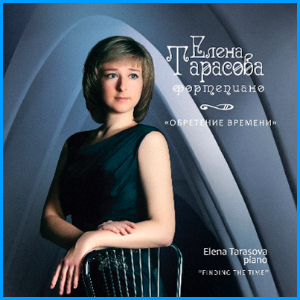 Елена
Тарасова
фортепиано
«ОБРЕТЕНИЕ ВРЕМЕНИ»
Elena Tarasova
piano
"FINDING THE TIME"